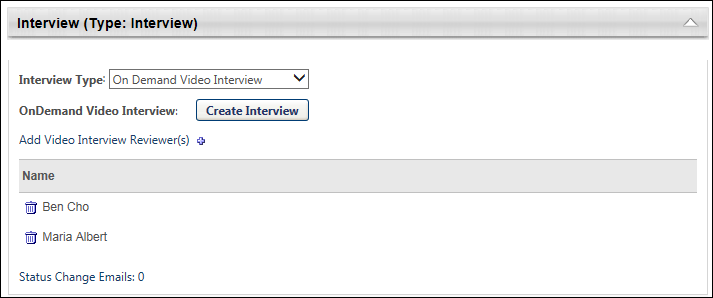 Interview (Type: Interview)
Interview Type: On Demand Video Interview
OnDemand Video Interview: Create Interview
Add Video Interview Reviewer(s)
Name
Ben Cho
Maria Albert
Status Change Emails: 0